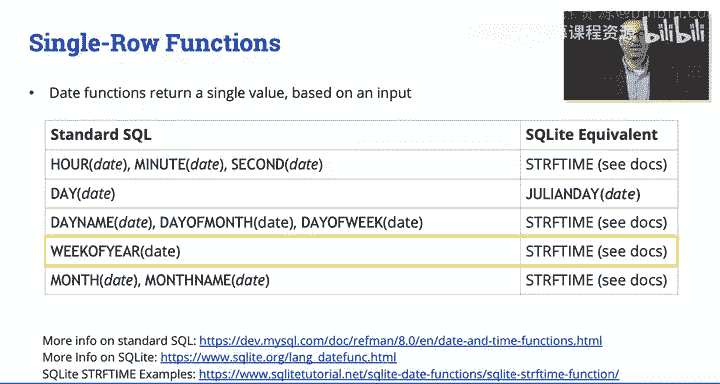 Single-Row Functions
课程资源
bilibili
• Date functions return a single value, based on an input
Standard SQL SQLite Equivalent
HOUR(date), MINUTE(date), SECOND(date) STRFTIME (see docs)
DAY(date) JULIANDAY(date)
DAYNAME(date), DAYOFMONTH(date), DAYOFWEEK(date) STRFTIME (see docs)
WEEKOFYEAR(date) STRFTIME (see docs)
MONTH(date), MONTHNAME(date) STRFTIME (see docs)
More info on standard SQL: https://dev.mysql.com/doc/refman/8.0/en/date-and-time-functions.html
More Info on SQLite: https://www.sqlite.org/lang_datefunc.html
SQLite STRFTIME Examples: https://www.sqlitetutorial.net/sqlite-date-functions/sqlite-strftime-function/